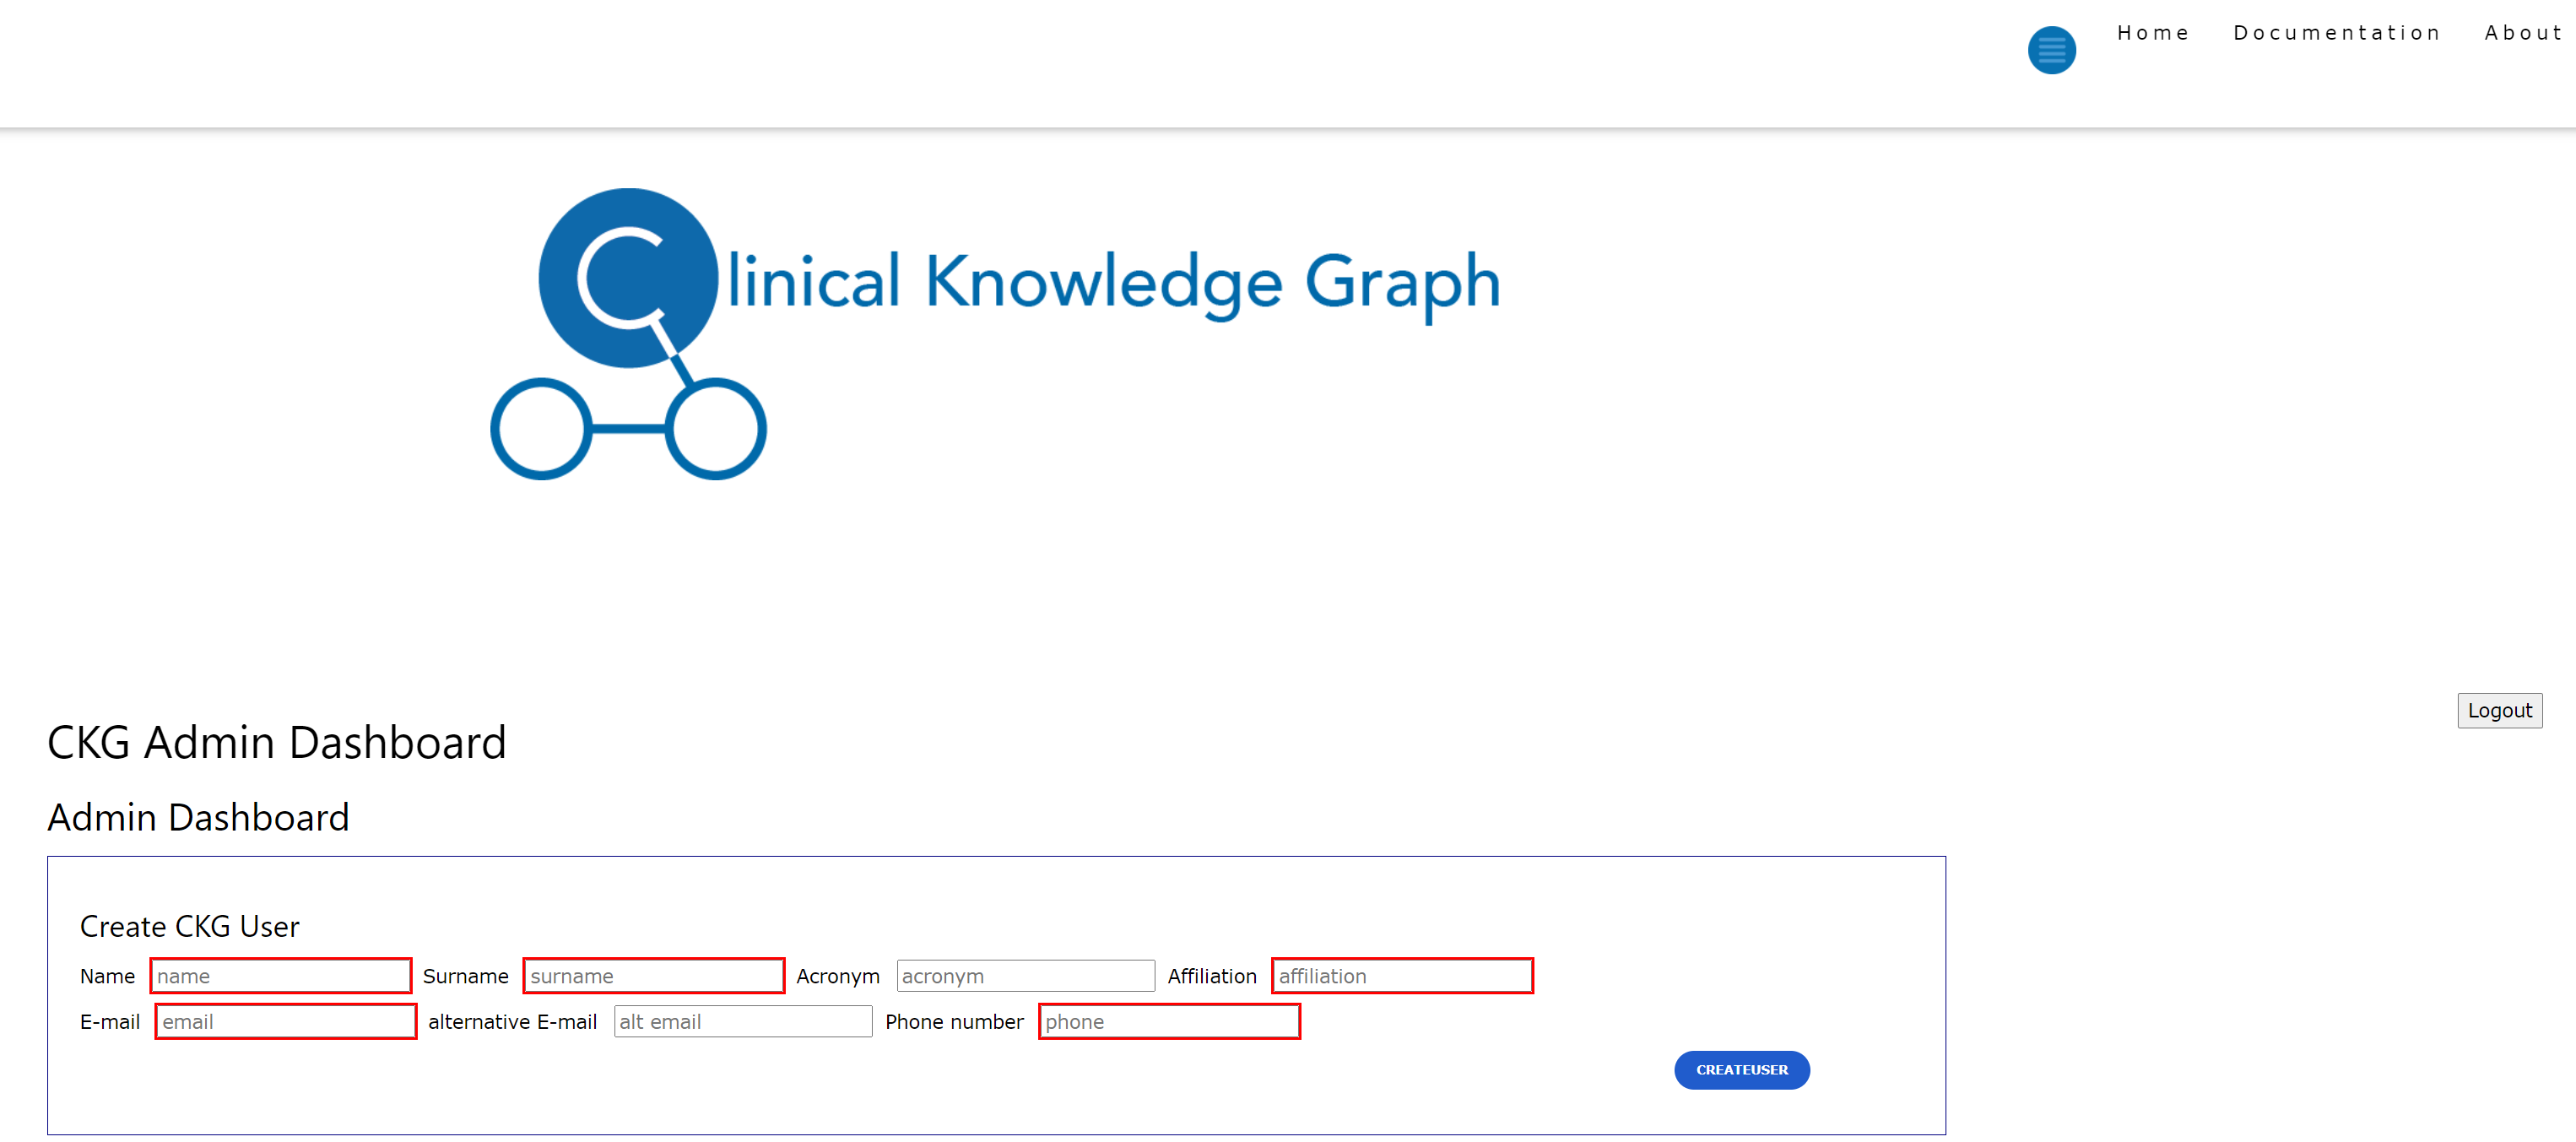 Home Documentation About
Clinical Knowledge Graph
Logout
CKG Admin Dashboard
Admin Dashboard
Create CKG User
Name name Surname surname Acronym acronym Affiliation affiliation
E-mail email alternative E-mail alt email Phone number phone
CREATEUSER